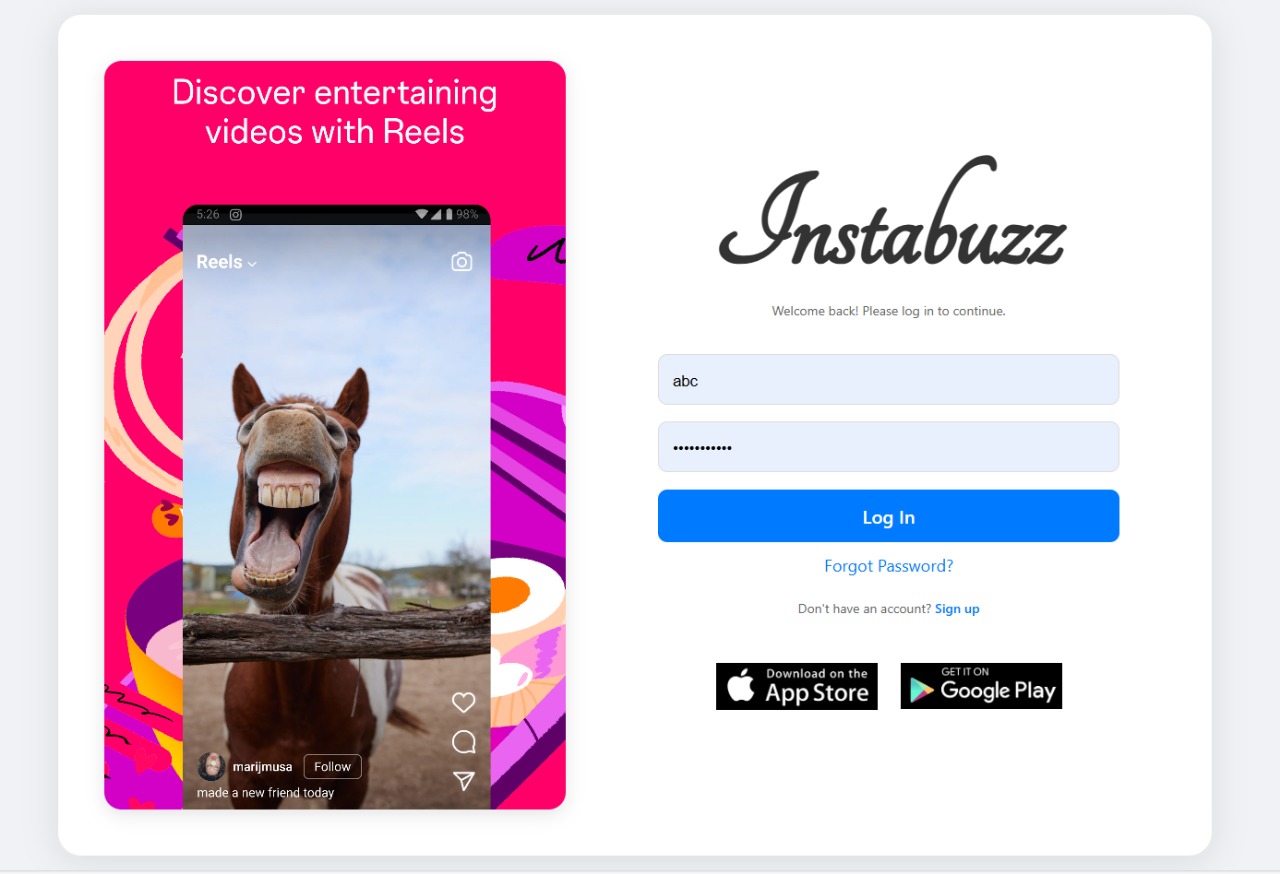 Discover entertaining
videos with Reels
5:26 98%
Reels
marijmusa Follow
made a new friend today
Instabuzz
Welcome back! Please log in to continue.
abc
•••••••••••
Log In
Forgot Password?
Don't have an account? Sign up
Download on the
App Store
GET IT ON
Google Play